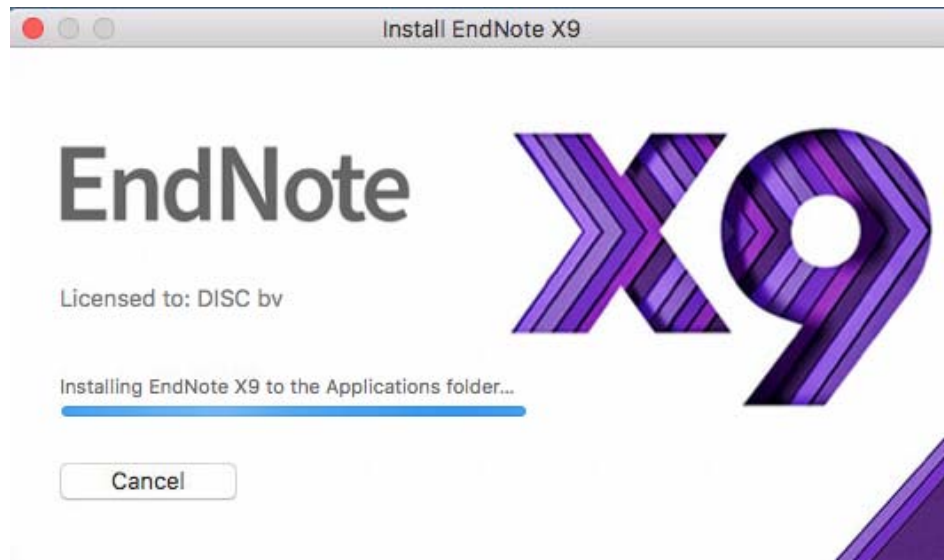 Install EndNote X9
EndNote X9
Licensed to: DISC bv
Installing EndNote X9 to the Applications folder...
Cancel